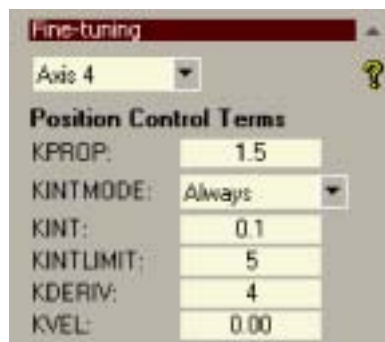 Fine-tuning
Axis 4
Position Control Terms
KPROP: 1.5
KINTMODE: Always
KINT: 0.1
KINTLIMIT: 5
KDERIV: 4
KVEL: 0.00